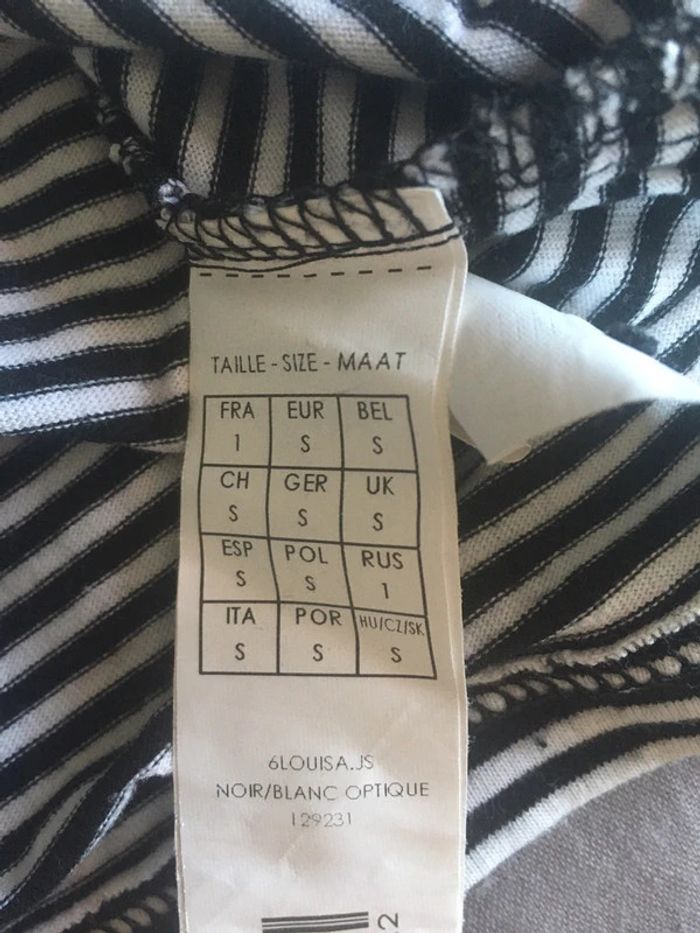 TAILLE - SIZE - MAAT
FRA EUR BEL
1 S S
CH GER UK
S S S
ESP POL RUS
S S 1
ITA POR HU/CZ/SK
S S S
6LOUISA.JS
NOIR/BLANC OPTIQUE
129231
2